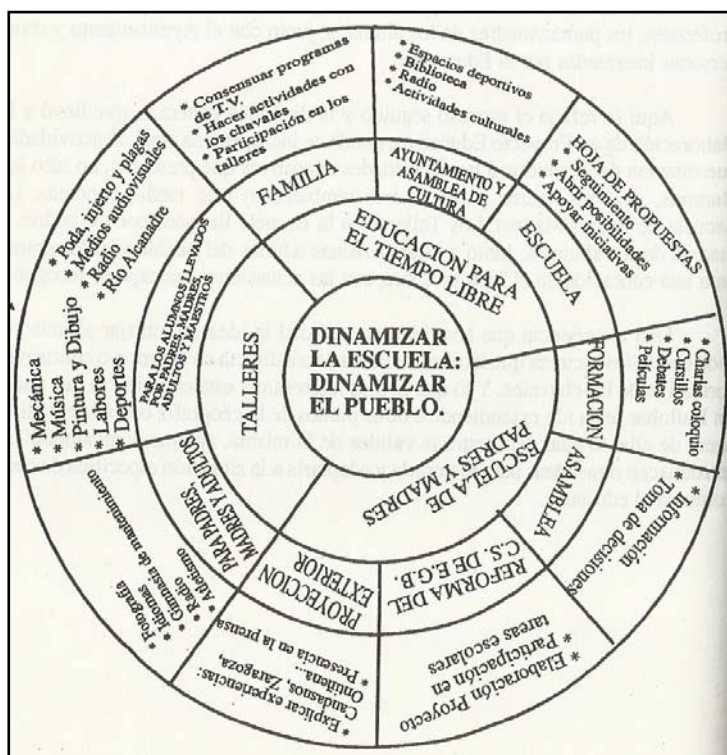 DINAMIZAR
LA ESCUELA:
DINAMIZAR
EL PUEBLO.
EDUCACION PARA
EL TIEMPO LIBRE
FAMILIA
* Consensuar programas
de T.V.
* Hacer actividades con
los chavales
* Participación en los
talleres
AYUNTAMIENTO Y
ASAMBLEA DE
CULTURA
* Espacios deportivos
* Biblioteca
* Radio
* Actividades culturales
ESCUELA
HOJA DE PROPUESTAS
* Seguimiento
* Abrir posibilidades
* Apoyar iniciativas
ESCUELA DE
PADRES Y MADRES
FORMACION
* Charlas coloquio
* Cursillos
* Debates
* Películas
ASAMBLEA
* Información
* Toma de decisiones
REFORMA DEL
C.S. DE E.G.B.
* Elaboración Proyecto
* Participación en
tareas escolares
PROYECCION
EXTERIOR
* Explicar experiencias:
Candasnos, Zaragoza,
Ontiñena
* Presencia en la prensa
TALLERES
PARA PADRES,
MADRES Y ADULTOS
* Fotografía
* Idiomas
* Gimnasia de mantenimiento
* Radio
* Atletismo
PARA LOS ALUMNOS LLEVADOS
POR PADRES, MADRES,
ADULTOS Y MAESTROS
* Mecánica
* Música
* Pintura y Dibujo
* Labores
* Deportes
* Poda, injerto y plagas
* Medios audiovisuales
* Radio
* Río Alcanadre